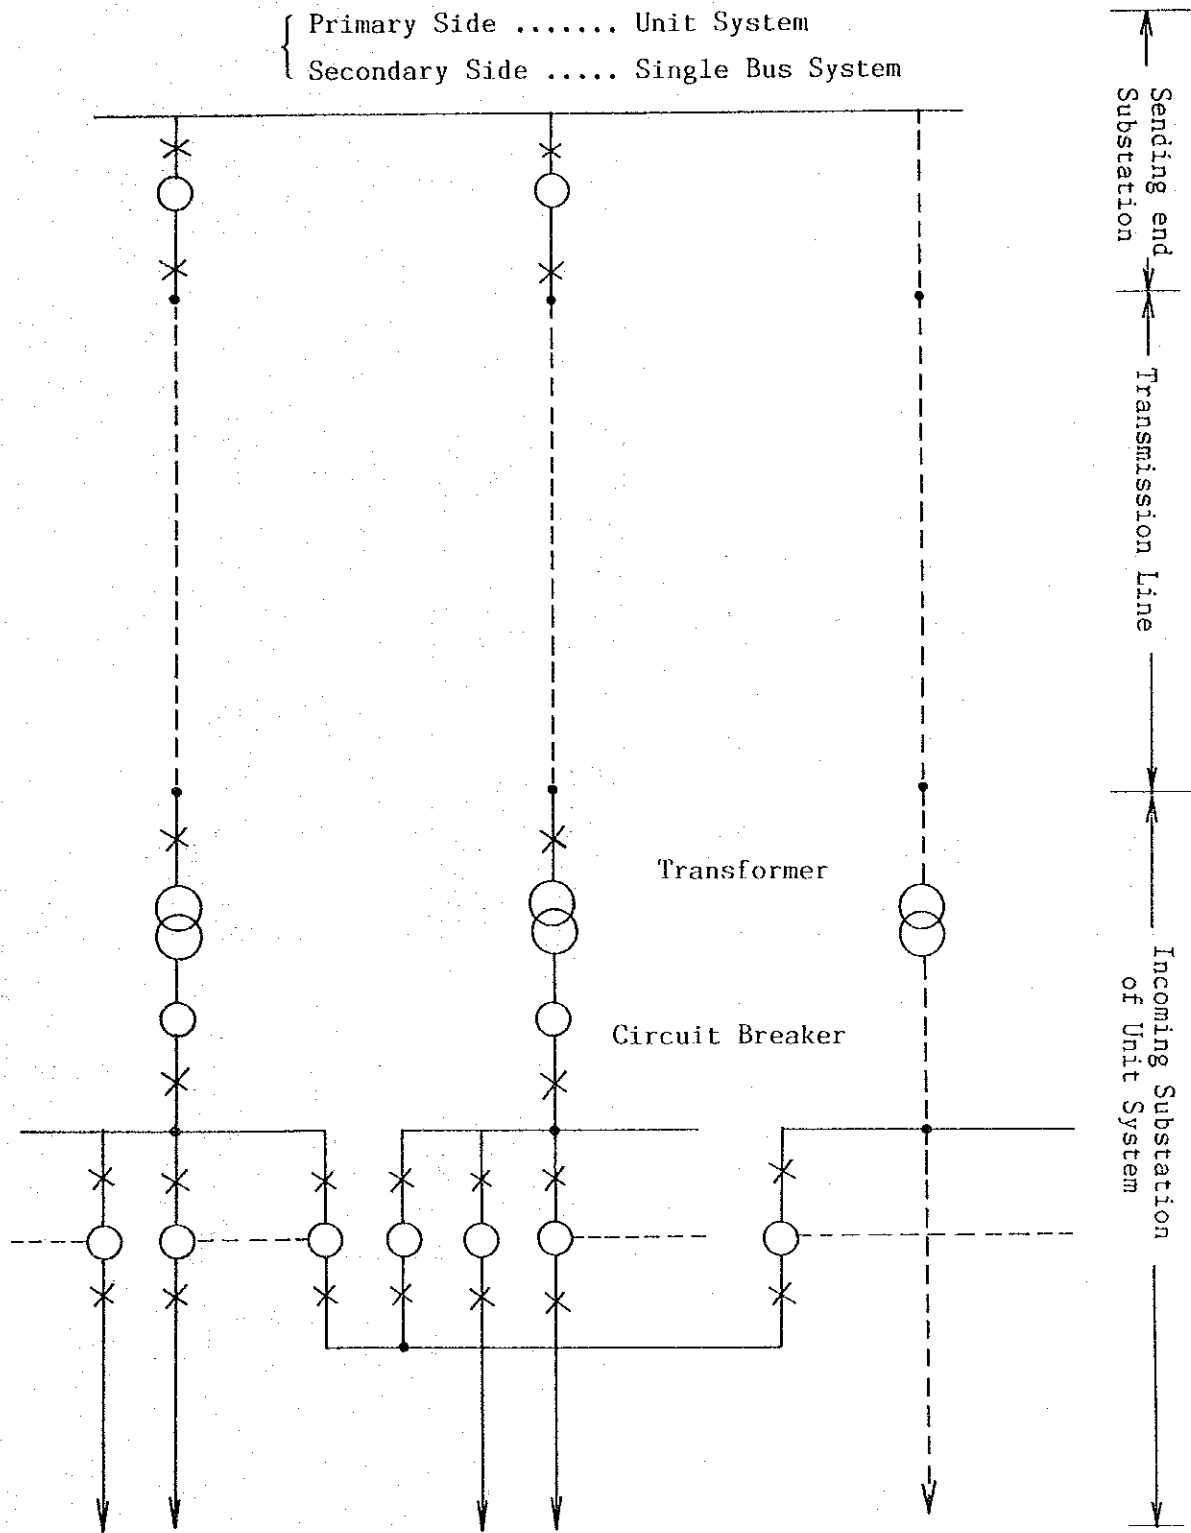 Primary Side ....... Unit System
Secondary Side ..... Single Bus System
Sending end
Substation
Transmission Line
Transformer
Circuit Breaker
Incoming Substation
of Unit System